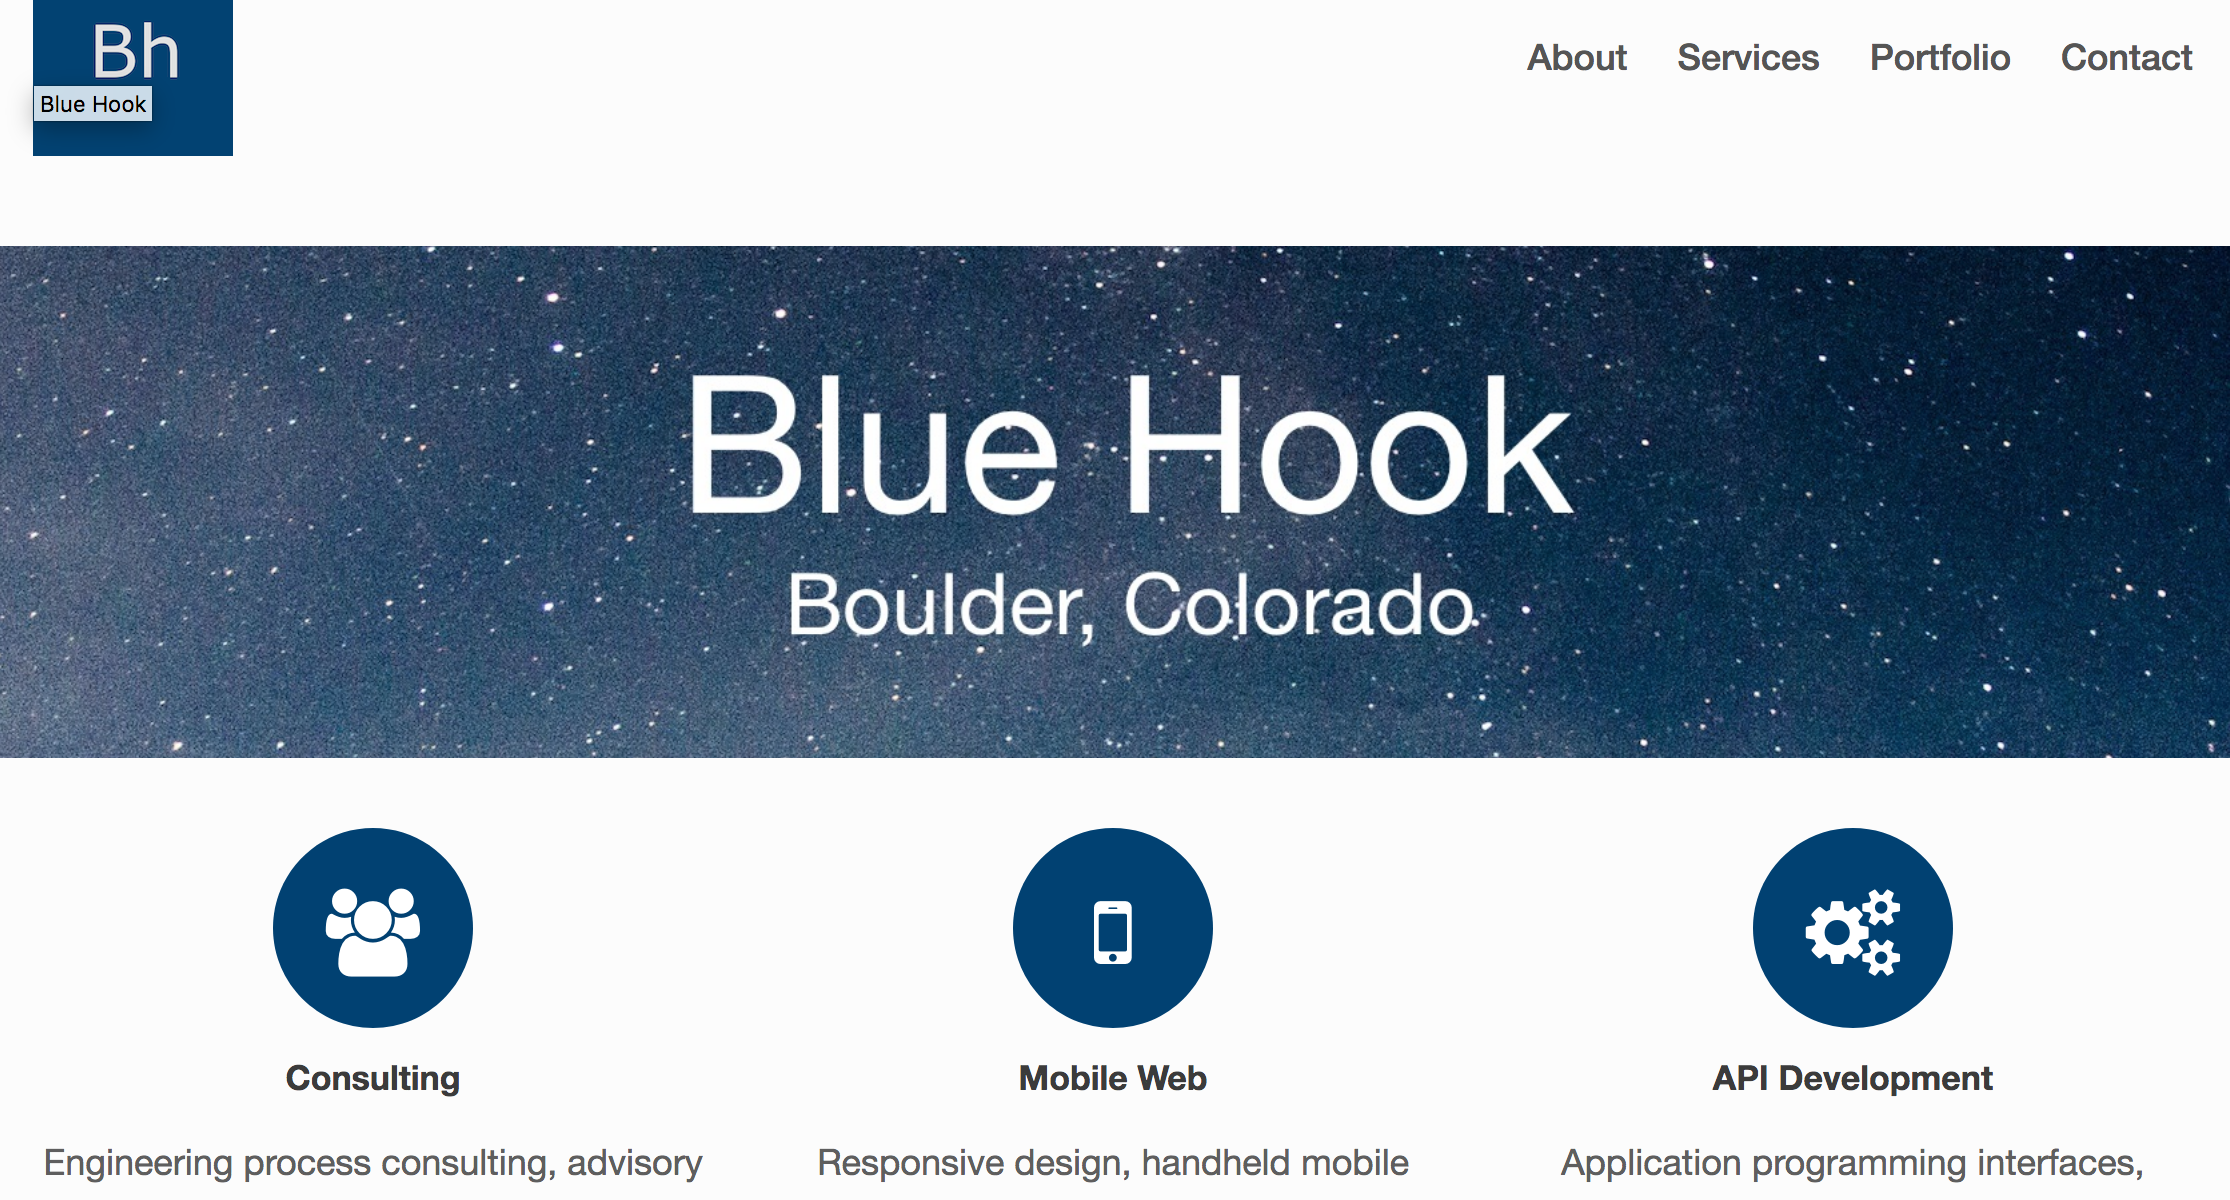 Bh
Blue Hook
About Services Portfolio Contact
Blue Hook
Boulder, Colorado
Consulting
Mobile Web
API Development
Engineering process consulting, advisory
Responsive design, handheld mobile
Application programming interfaces,